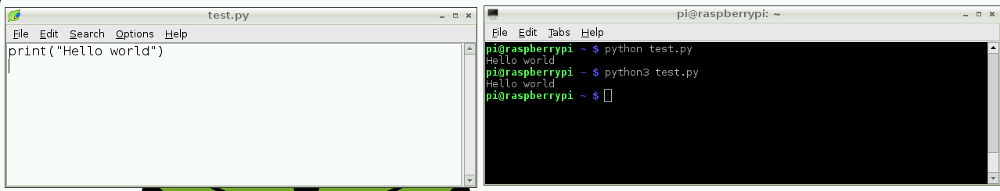 test.py
File Edit Search Options Help
print("Hello world")
pi@raspberrypi: ~
File Edit Tabs Help
pi@raspberrypi ~ $ python test.py
Hello world
pi@raspberrypi ~ $ python3 test.py
Hello world
pi@raspberrypi ~ $